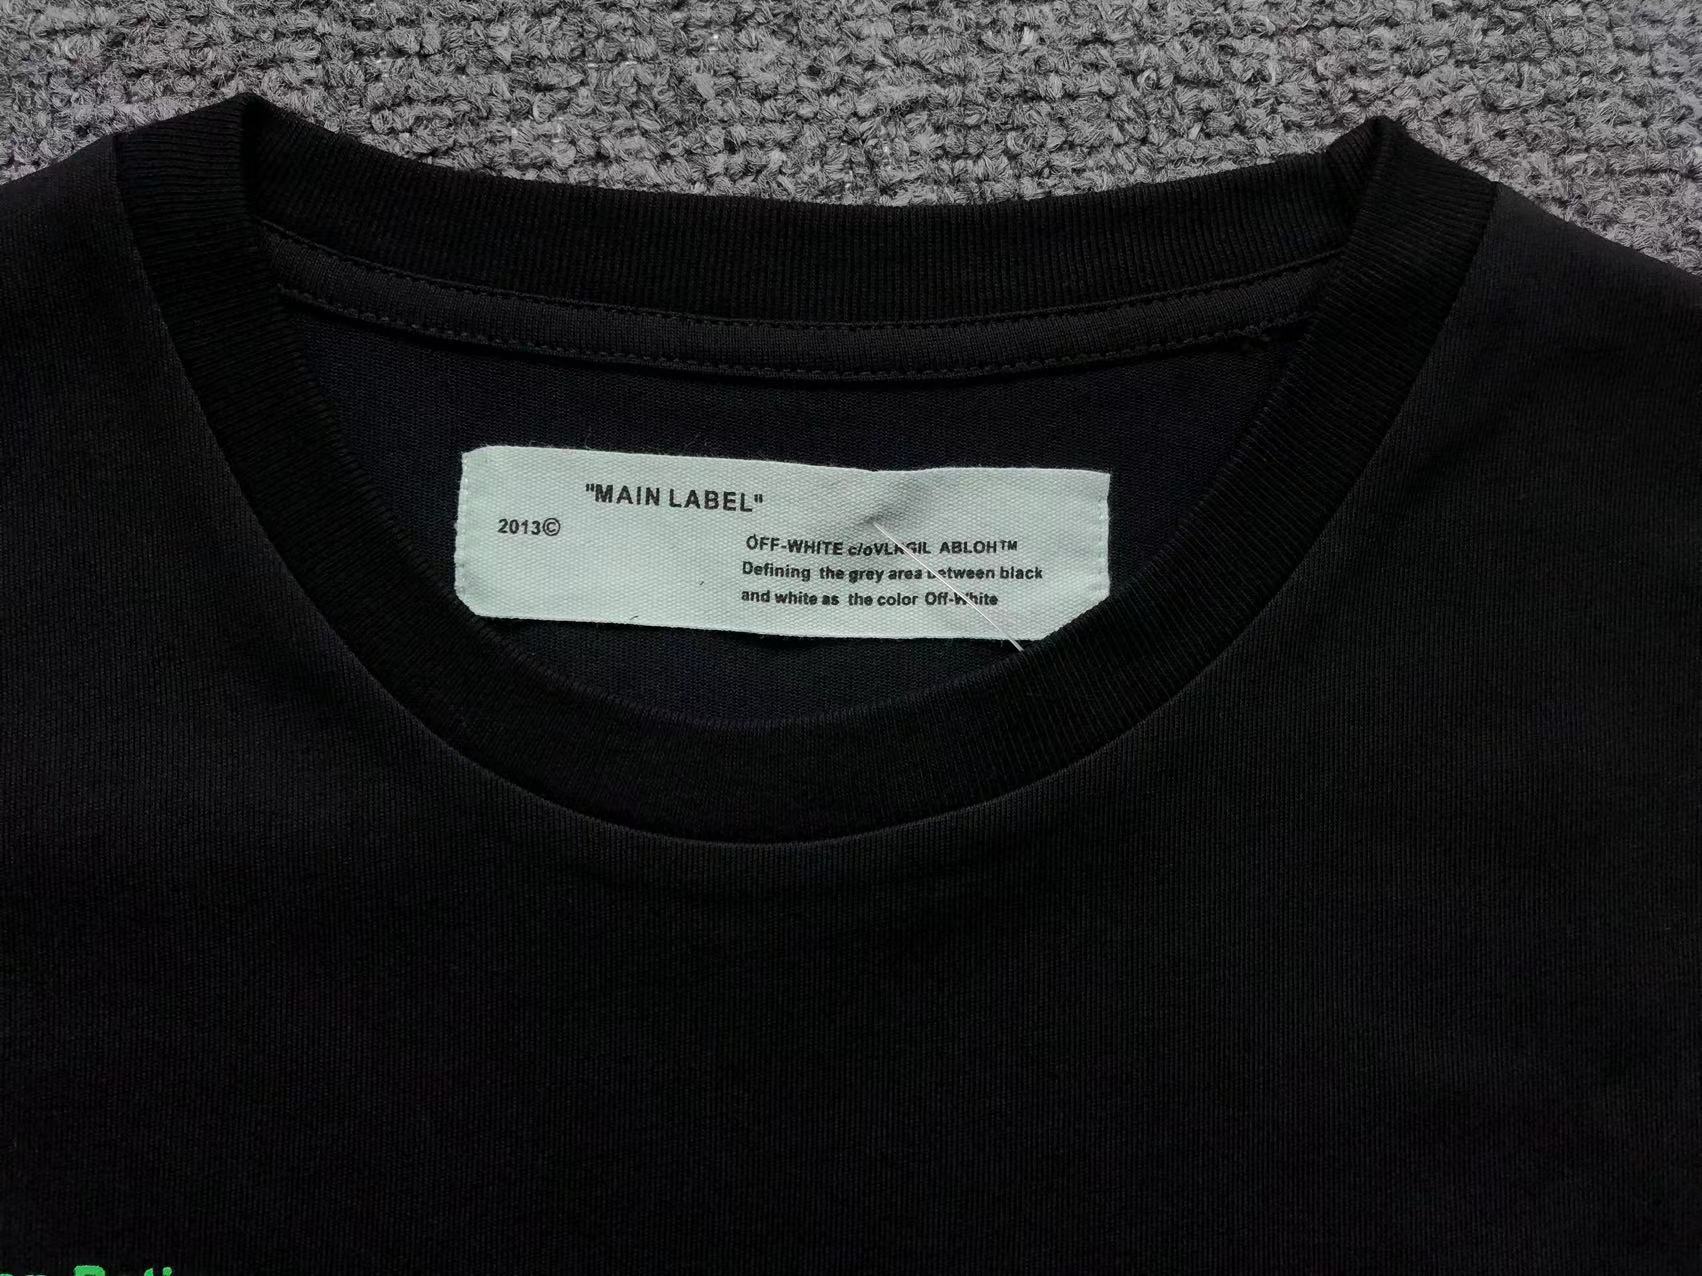 "MAIN LABEL"
2013©
OFF-WHITE c/oVLRGIL ABLOH™
Defining the grey area between black
and white as the color Off-White